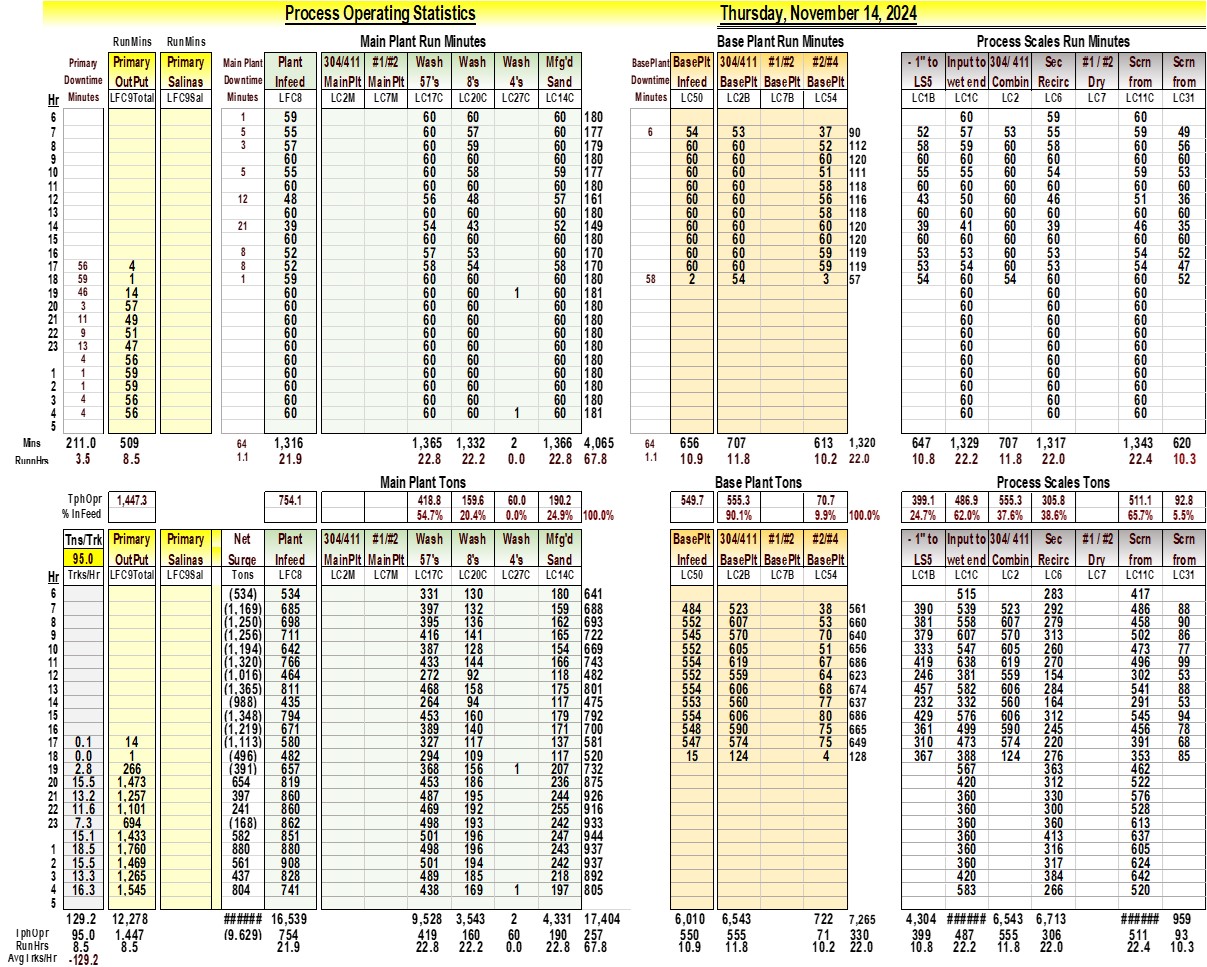 Process Operating Statistics Thursday, November 14, 2024
RunMins RunMins Main Plant Run Minutes Base Plant Run Minutes Process Scales Run Minutes
Primary Primary Primary Main Plant Plant 304/411 #1/#2 Wash Wash Wash Mfg'd BasePlant BasePlt 304/411 #1/#2 #2/#4 - 1" to Input to 304/ 411 Sec #1 / #2 Scrn Scrn
Downtime OutPut Salinas Downtime Infeed MainPlt MainPlt 57's 8's 4's Sand Downtime Infeed BasePlt BasePlt BasePlt LS5 wet end Combin Recirc Dry from from
Hr Minutes LFC9Total LFC9Sal Minutes LFC8 LC2M LC7M LC17C LC20C LC27C LC14C Minutes LC50 LC2B LC7B LC54 LC1B LC1C LC2 LC6 LC7 LC11C LC31
6 1 59 60 60 60 180 60 59 60
7 5 55 60 57 60 177 6 54 53 37 90 52 57 53 55 59 49
8 3 57 60 59 60 179 60 60 52 112 58 59 60 58 60 56
9 60 60 60 60 180 60 60 60 120 60 60 60 60 60 60
10 5 55 60 58 59 177 60 60 51 111 55 55 60 54 59 53
11 60 60 60 60 180 60 60 58 118 60 60 60 60 60 60
12 12 48 56 48 57 161 60 60 56 116 43 50 60 46 51 36
13 60 60 60 60 180 60 60 58 118 60 60 60 60 60 60
14 21 39 54 43 52 149 60 60 60 120 39 41 60 39 46 35
15 60 60 60 60 180 60 60 60 120 60 60 60 60 60 60
16 8 52 57 53 60 170 60 60 59 119 53 53 60 53 54 52
17 56 4 8 52 58 54 58 170 60 60 59 119 53 54 60 53 54 47
18 59 1 1 59 60 60 60 180 58 2 54 3 57 54 60 54 60 60 52
19 46 14 60 60 60 1 60 181 60 60 60
20 3 57 60 60 60 60 180 60 60 60
21 11 49 60 60 60 60 180 60 60 60
22 9 51 60 60 60 60 180 60 60 60
23 13 47 60 60 60 60 180 60 60 60
4 56 60 60 60 60 180 60 60 60
1 1 59 60 60 60 60 180 60 60 60
2 1 59 60 60 60 60 180 60 60 60
3 4 56 60 60 60 60 180 60 60 60
4 4 56 60 60 60 1 60 181 60 60 60
5
Mins 211.0 509 64 1,316 1,365 1,332 2 1,366 4,065 64 656 707 613 1,320 647 1,329 707 1,317 1,343 620
RunnHrs 3.5 8.5 1.1 21.9 22.8 22.2 0.0 22.8 67.8 1.1 10.9 11.8 10.2 22.0 10.8 22.2 11.8 22.0 22.4 10.3
Main Plant Tons Base Plant Tons Process Scales Tons
TphOpr 1,447.3 754.1 418.8 159.6 60.0 190.2 549.7 555.3 70.7 399.1 486.9 555.3 305.8 511.1 92.8
% InFeed 54.7% 20.4% 0.0% 24.9% 100.0% 90.1% 9.9% 100.0% 24.7% 62.0% 37.6% 38.6% 65.7% 5.5%
Tns/Trk Primary Primary Net Plant 304/411 #1/#2 Wash Wash Wash Mfg'd BasePlt 304/411 #1/#2 #2/#4 - 1" to Input to 304/ 411 Sec #1 / #2 Scrn Scrn
95.0 OutPut Salinas Surge Infeed MainPlt MainPlt 57's 8's 4's Sand Infeed BasePlt BasePlt BasePlt LS5 wet end Combin Recirc Dry from from
Hr Trks/Hr LFC9Total LFC9Sal Tons LFC8 LC2M LC7M LC17C LC20C LC27C LC14C LC50 LC2B LC7B LC54 LC1B LC1C LC2 LC6 LC7 LC11C LC31
6 (534) 534 331 130 180 641 515 283 417
7 (1,169) 685 397 132 159 688 484 523 38 561 390 539 523 292 486 88
8 (1,250) 698 395 136 162 693 552 607 53 660 381 558 607 279 458 90
9 (1,256) 711 416 141 165 722 545 570 70 640 379 607 570 313 502 86
10 (1,194) 642 387 128 154 669 552 605 51 656 333 547 605 260 473 77
11 (1,320) 766 433 144 166 743 554 619 67 686 419 638 619 270 496 99
12 (1,016) 464 272 92 118 482 552 559 64 623 246 381 559 154 302 53
13 (1,365) 811 468 158 175 801 554 606 68 674 457 582 606 284 541 88
14 (988) 435 264 94 117 475 553 560 77 637 232 332 560 164 291 53
15 (1,348) 794 453 160 179 792 554 606 80 686 429 576 606 312 545 94
16 (1,219) 671 389 140 171 700 548 590 75 665 361 499 590 245 456 78
17 0.1 14 (1,113) 580 327 117 137 581 547 574 75 649 310 473 574 220 391 68
18 0.0 1 (496) 482 294 109 117 520 15 124 4 128 367 388 124 276 353 85
19 2.8 266 (391) 657 368 156 1 207 732 567 363 462
20 15.5 1,473 654 819 453 186 236 875 420 312 522
21 13.2 1,257 397 860 487 195 244 926 360 330 576
22 11.6 1,101 241 860 469 192 255 916 360 300 528
23 7.3 694 (168) 862 498 193 242 933 360 360 613
15.1 1,433 582 851 501 196 247 944 360 413 637
1 18.5 1,760 880 880 498 196 243 937 360 316 605
2 15.5 1,469 561 908 501 194 242 937 360 317 624
3 13.3 1,265 437 828 489 185 218 892 420 384 642
4 16.3 1,545 804 741 438 169 1 197 805 583 266 520
5
129.2 12,278 ###### 16,539 9,528 3,543 2 4,331 17,404 6,010 6,543 722 7,265 4,304 ###### 6,543 6,713 ###### 959
TphOpr 95.0 1,447 (9,629) 754 419 160 60 190 257 550 555 71 330 399 487 555 306 511 93
RunHrs 8.5 8.5 21.9 22.8 22.2 0.0 22.8 67.8 10.9 11.8 10.2 22.0 10.8 22.2 11.8 22.0 22.4 10.3
AvgTrks/Hr -129.2